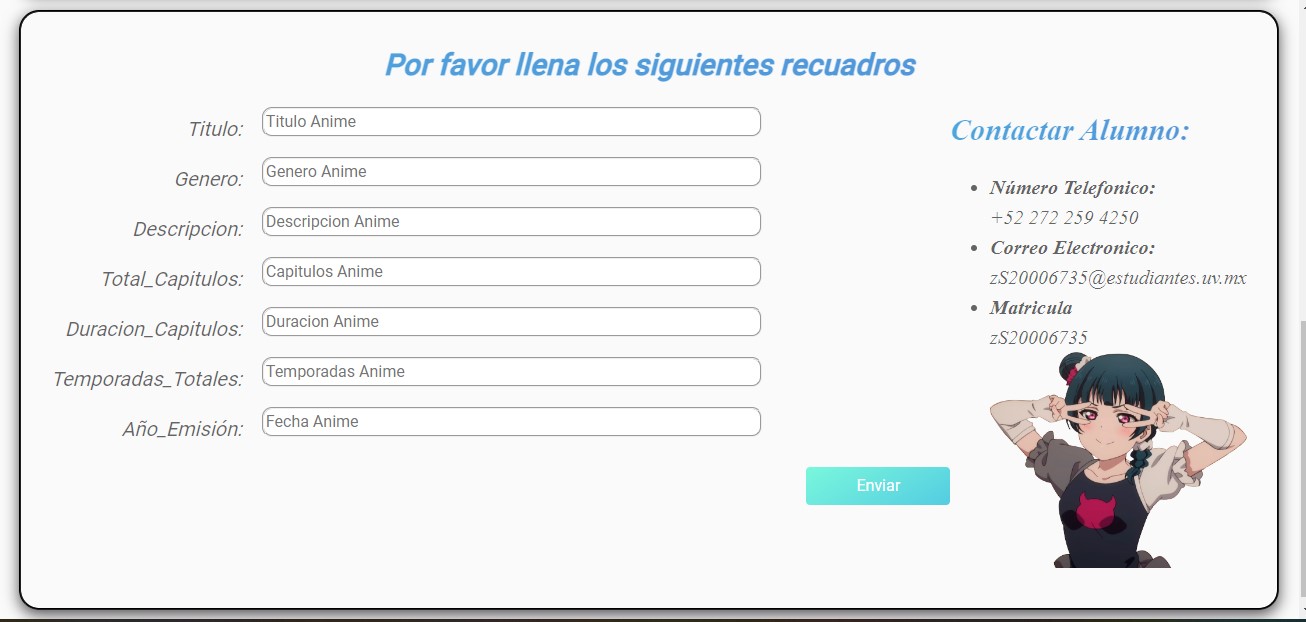 Por favor llena los siguientes recuadros
Titulo: Titulo Anime
Genero: Genero Anime
Descripcion: Descripcion Anime
Total_Capitulos: Capitulos Anime
Duracion_Capitulos: Duracion Anime
Temporadas_Totales: Temporadas Anime
Año_Emisión: Fecha Anime
Enviar
Contactar Alumno:
Número Telefonico:
+52 272 259 4250
Correo Electronico:
zS20006735@estudiantes.uv.mx
Matricula
zS20006735